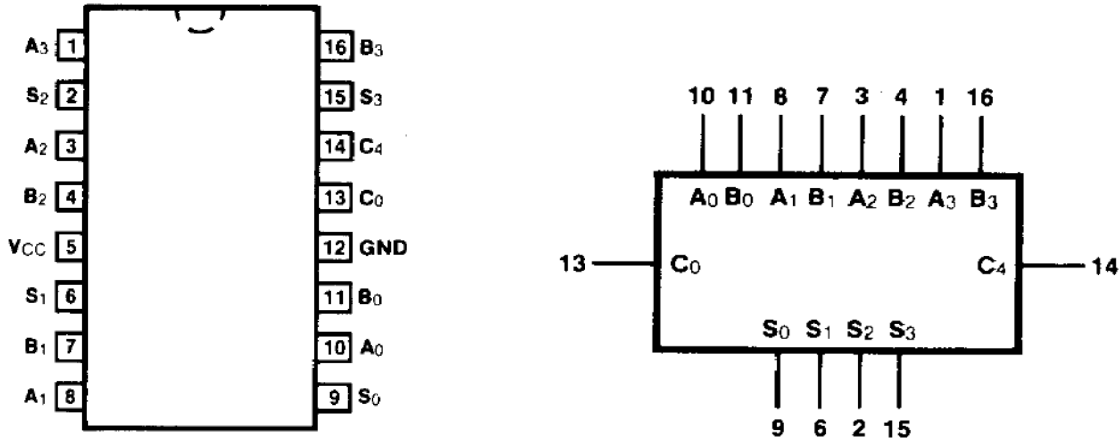 A3 1 16 B3
S2 2 15 S3
A2 3 14 C4
B2 4 13 C0
VCC 5 12 GND
S1 6 11 B0
B1 7 10 A0
A1 8 9 S0
10 11 8 7 3 4 1 16
A0 B0 A1 B1 A2 B2 A3 B3
13 C0 C4 14
S0 S1 S2 S3
9 6 2 15